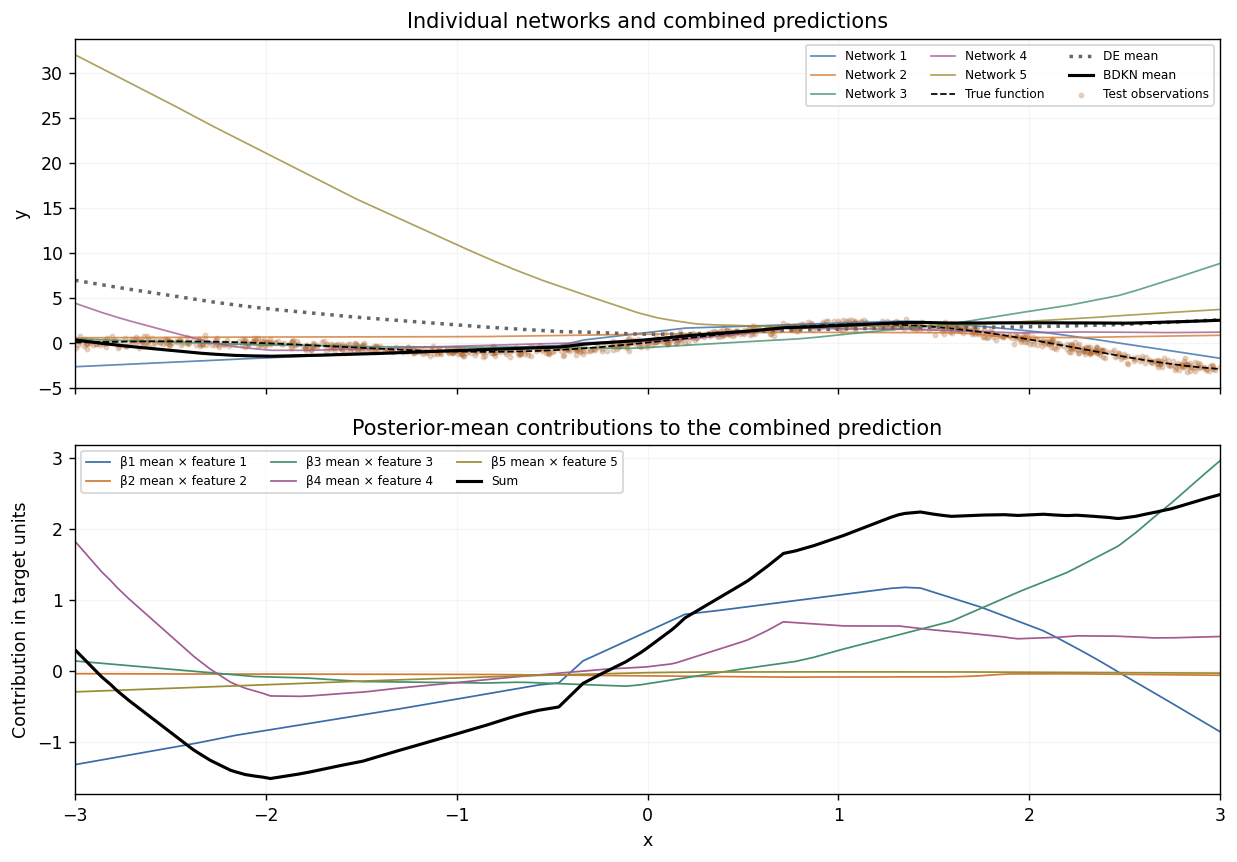 Individual networks and combined predictions
Network 1
Network 2
Network 3
Network 4
Network 5
True function
DE mean
BDKN mean
Test observations
30
25
20
15
10
5
0
−5
y
Posterior-mean contributions to the combined prediction
β1 mean × feature 1
β2 mean × feature 2
β3 mean × feature 3
β4 mean × feature 4
β5 mean × feature 5
Sum
3
2
1
0
−1
Contribution in target units
−3 −2 −1 0 1 2 3
x